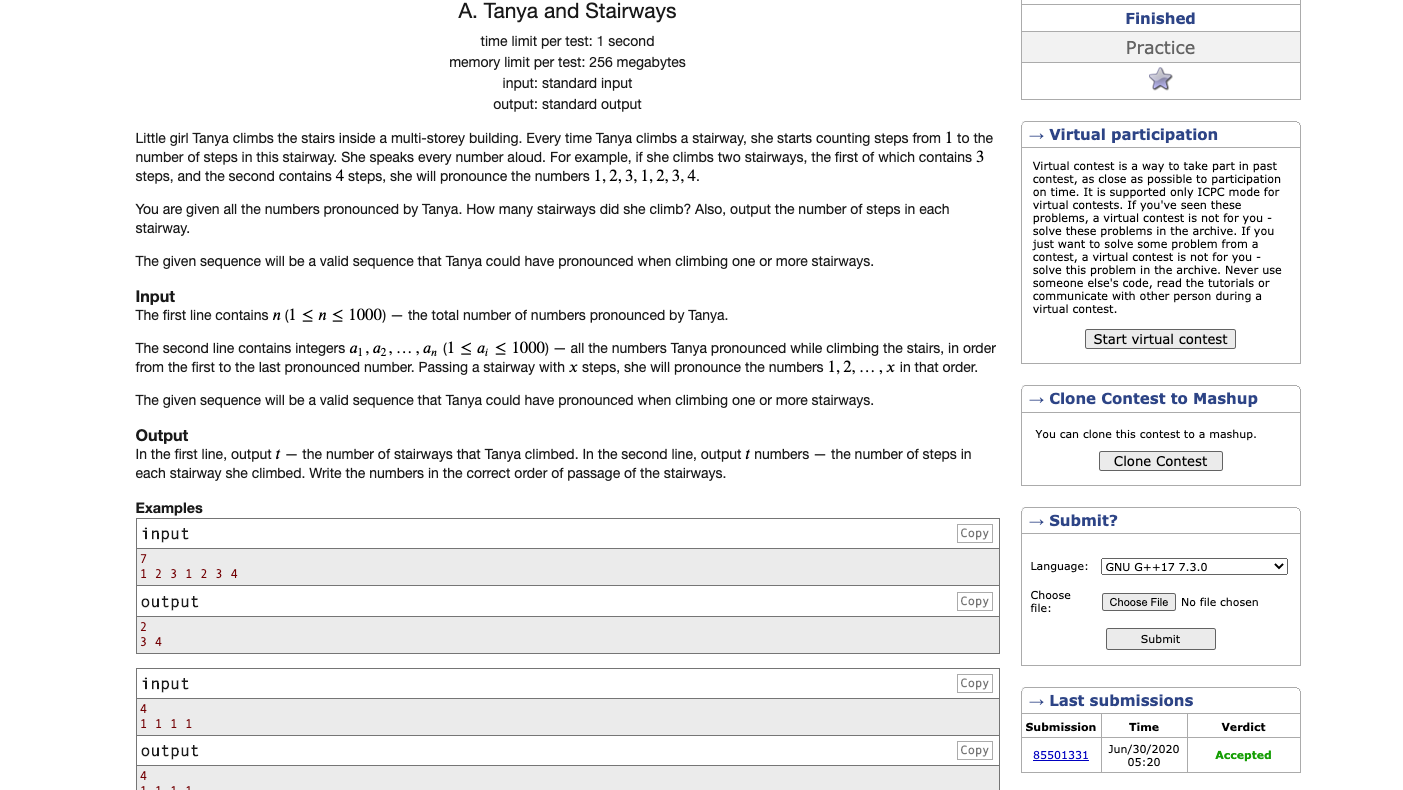 A. Tanya and Stairways
time limit per test: 1 second
memory limit per test: 256 megabytes
input: standard input
output: standard output
Little girl Tanya climbs the stairs inside a multi-storey building. Every time Tanya climbs a stairway, she starts counting steps from 1 to the
number of steps in this stairway. She speaks every number aloud. For example, if she climbs two stairways, the first of which contains 3
steps, and the second contains 4 steps, she will pronounce the numbers 1, 2, 3, 1, 2, 3, 4.
You are given all the numbers pronounced by Tanya. How many stairways did she climb? Also, output the number of steps in each
stairway.
The given sequence will be a valid sequence that Tanya could have pronounced when climbing one or more stairways.
Input
The first line contains n (1 ≤ n ≤ 1000) — the total number of numbers pronounced by Tanya.
The second line contains integers a₁, a₂, …, aₙ (1 ≤ aᵢ ≤ 1000) — all the numbers Tanya pronounced while climbing the stairs, in order
from the first to the last pronounced number. Passing a stairway with x steps, she will pronounce the numbers 1, 2, …, x in that order.
The given sequence will be a valid sequence that Tanya could have pronounced when climbing one or more stairways.
Output
In the first line, output t — the number of stairways that Tanya climbed. In the second line, output t numbers — the number of steps in
each stairway she climbed. Write the numbers in the correct order of passage of the stairways.
Examples
input
Copy
7
1 2 3 1 2 3 4
output
Copy
2
3 4
input
Copy
4
1 1 1 1
output
Copy
4
1 1 1 1
Finished
Practice
→ Virtual participation
Virtual contest is a way to take part in past
contest, as close as possible to participation
on time. It is supported only ICPC mode for
virtual contests. If you've seen these
problems, a virtual contest is not for you -
solve these problems in the archive. If you
just want to solve some problem from a
contest, a virtual contest is not for you -
solve this problem in the archive. Never use
someone else's code, read the tutorials or
communicate with other person during a
virtual contest.
Start virtual contest
→ Clone Contest to Mashup
You can clone this contest to a mashup.
Clone Contest
→ Submit?
Language: GNU G++17 7.3.0
Choose
file:
Choose File No file chosen
Submit
→ Last submissions
Submission Time Verdict
85501331 Jun/30/2020
05:20 Accepted